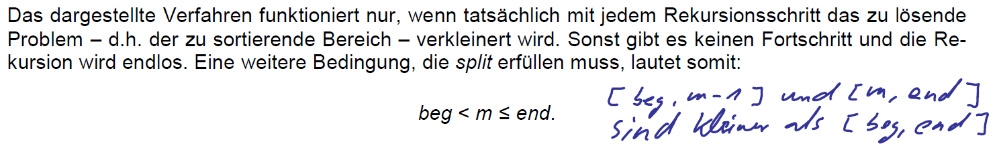 Das dargestellte Verfahren funktioniert nur, wenn tatsächlich mit jedem Rekursionsschritt das zu lösende
Problem – d.h. der zu sortierende Bereich – verkleinert wird. Sonst gibt es keinen Fortschritt und die Re-
kursion wird endlos. Eine weitere Bedingung, die split erfüllen muss, lautet somit:
beg < m ≤ end.
[beg, m-1] und [m, end]
sind kleiner als [beg, end]